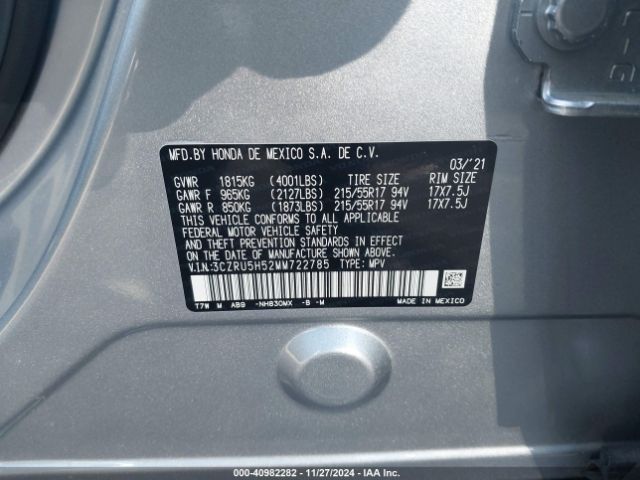 MFD.BY HONDA DE MEXICO S.A. DE C.V.
03/'21
GVWR 1815KG (4001LBS) TIRE SIZE RIM SIZE
GAWR F 965KG (2127LBS) 215/55R17 94V 17X7.5J
GAWR R 850KG (1873LBS) 215/55R17 94V 17X7.5J
THIS VEHICLE CONFORMS TO ALL APPLICABLE
FEDERAL MOTOR VEHICLE SAFETY
AND THEFT PREVENTION STANDARDS IN EFFECT
ON THE DATE OF MANUFACTURE SHOWN ABOVE.
V.I.N:3CZRU5H52MM722785 TYPE: MPV
T7W M AB9 -NH830MX -B -M MADE IN MEXICO
000-40982282 | 11/27/2024 | IAA Inc.